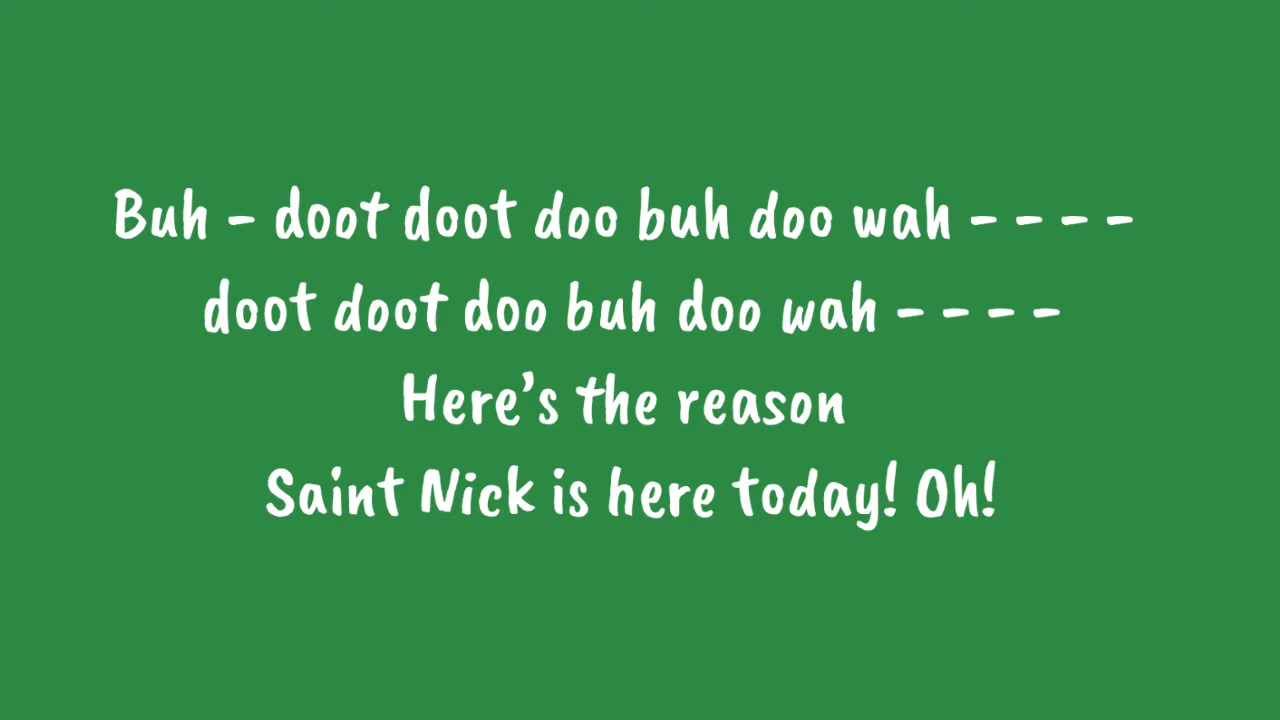 Buh - doot doot doo buh doo wah - - - -
doot doot doo buh doo wah - - - -
Here’s the reason
Saint Nick is here today! Oh!